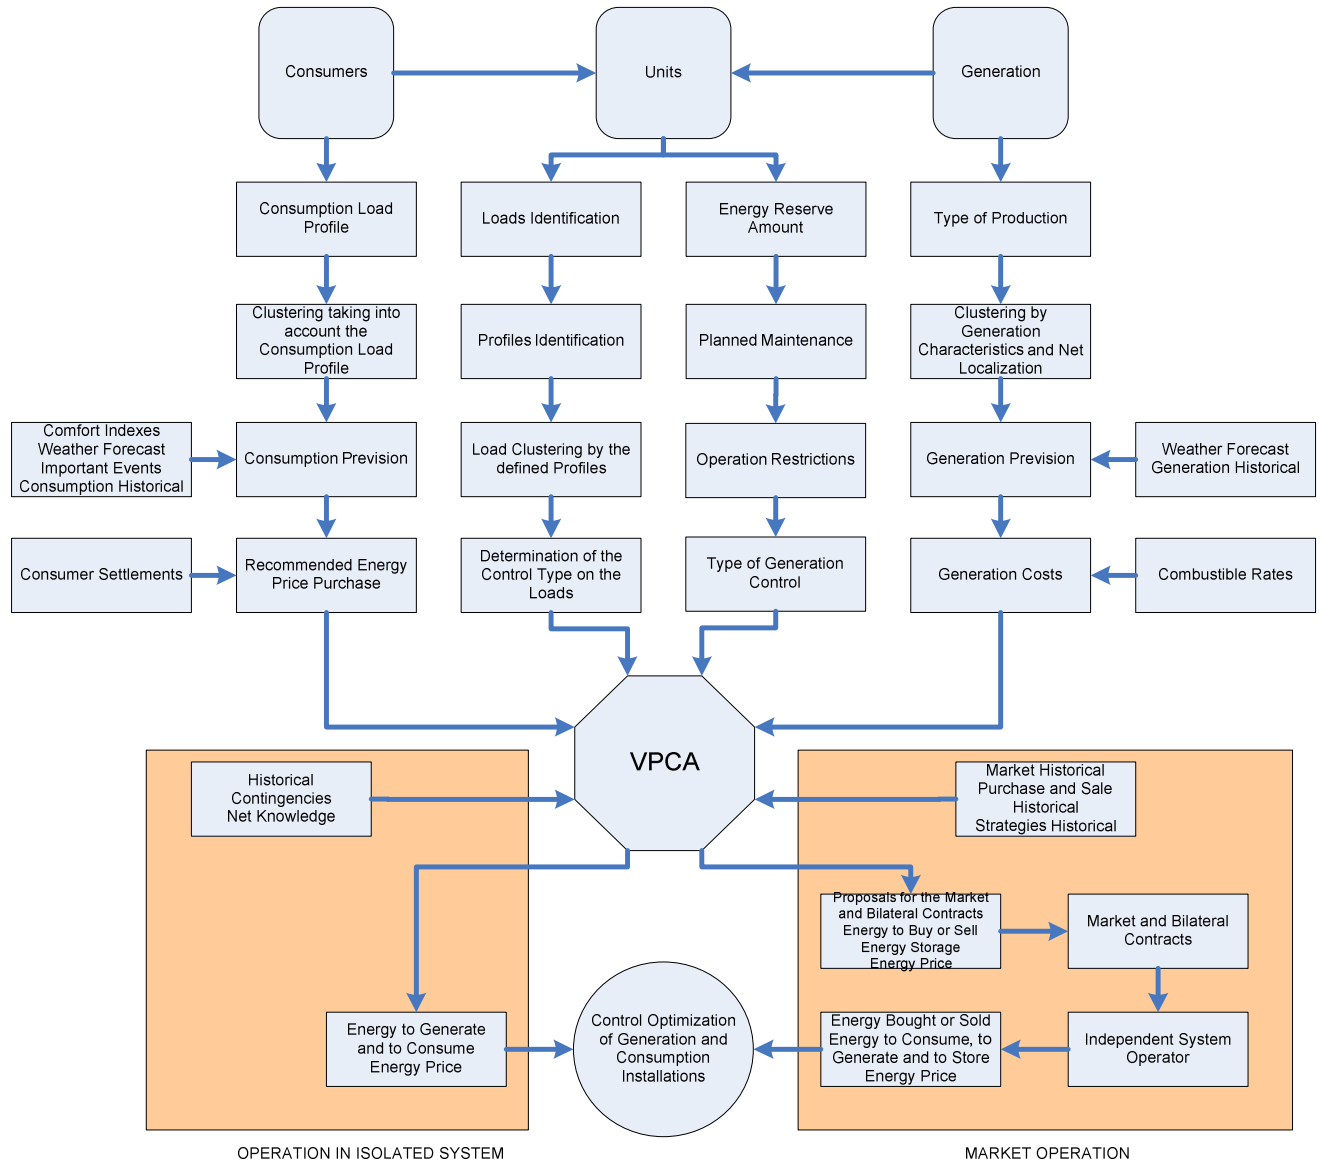 Consumers
Units
Generation
Consumption Load
Profile
Loads Identification
Energy Reserve
Amount
Type of Production
Clustering taking into
account the
Consumption Load
Profile
Profiles Identification
Planned Maintenance
Clustering by
Generation
Characteristics and Net
Localization
Comfort Indexes
Weather Forecast
Important Events
Consumption Historical
Consumption Prevision
Load Clustering by the
defined Profiles
Operation Restrictions
Generation Prevision
Weather Forecast
Generation Historical
Consumer Settlements
Recommended Energy
Price Purchase
Determination of the
Control Type on the
Loads
Type of Generation
Control
Generation Costs
Combustible Rates
VPCA
Historical
Contingencies
Net Knowledge
Market Historical
Purchase and Sale
Historical
Strategies Historical
Proposals for the Market
and Bilateral Contracts
Energy to Buy or Sell
Energy Storage
Energy Price
Market and Bilateral
Contracts
Energy to Generate
and to Consume
Energy Price
Control Optimization
of Generation and
Consumption
Installations
Energy Bought or Sold
Energy to Consume, to
Generate and to Store
Energy Price
Independent System
Operator
OPERATION IN ISOLATED SYSTEM
MARKET OPERATION